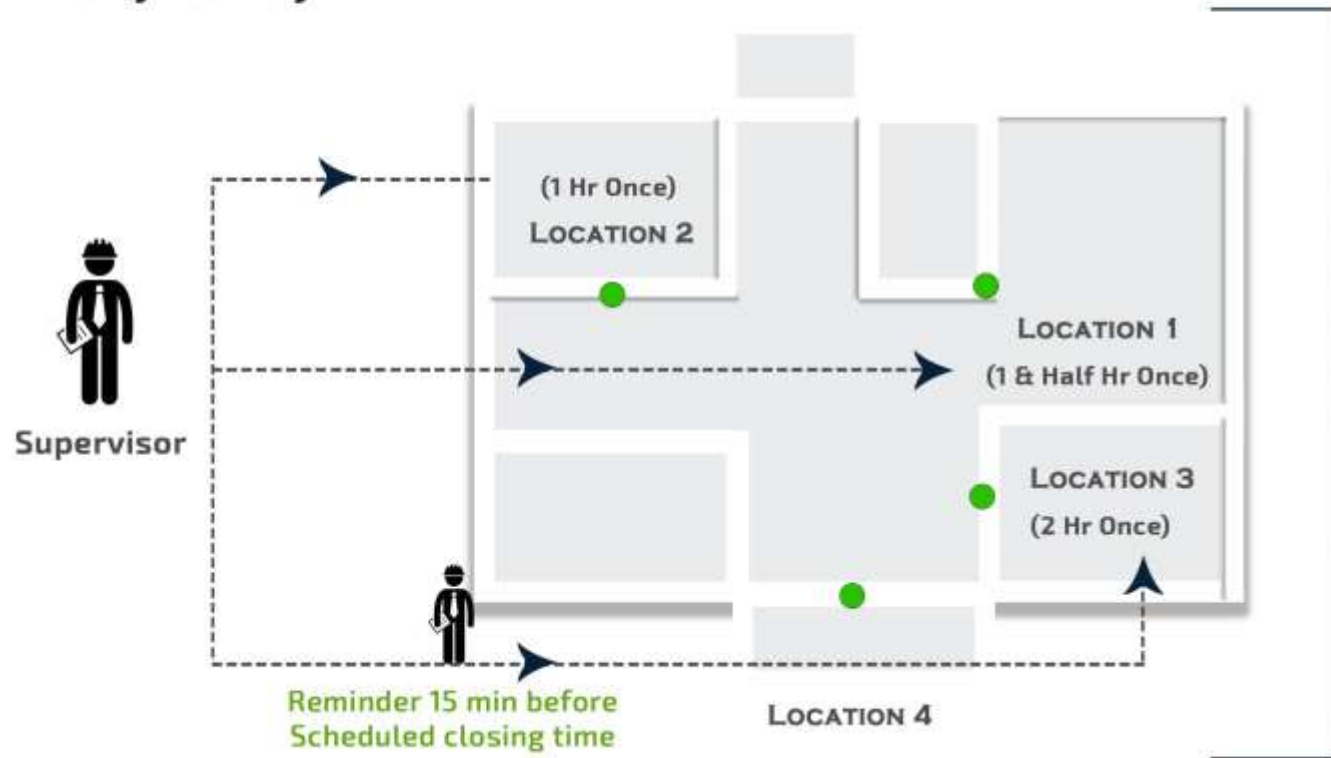 (1 Hr Once)
LOCATION 2
LOCATION 1
(1 & Half Hr Once)
Supervisor
LOCATION 3
(2 Hr Once)
Reminder 15 min before
Scheduled closing time
LOCATION 4